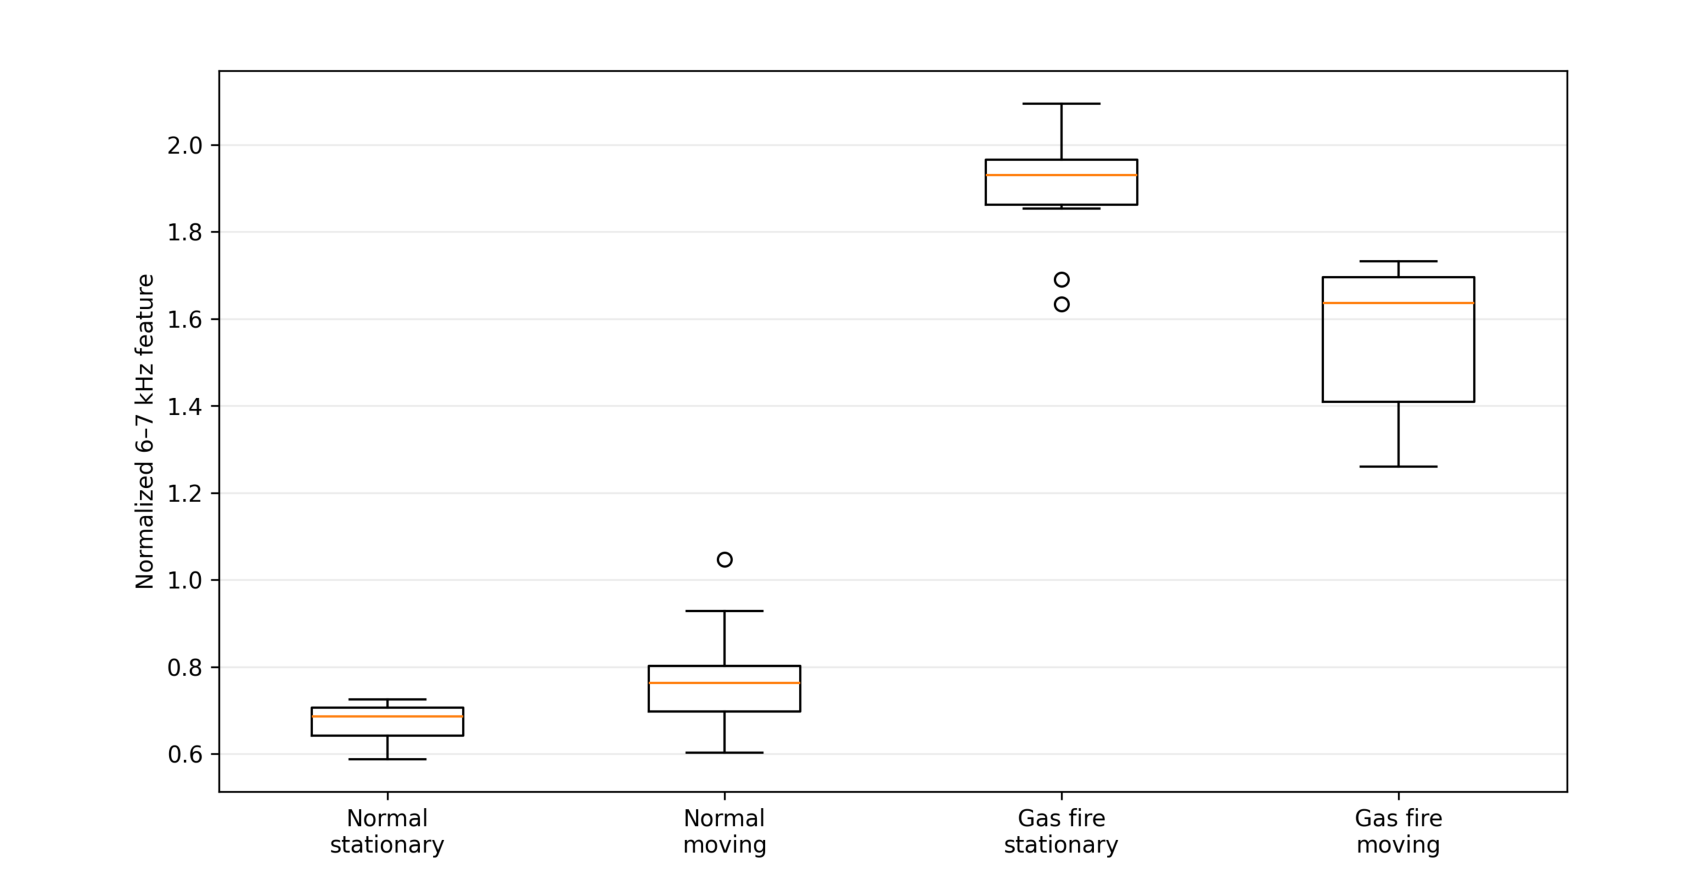 Normalized 6–7 kHz feature
2.0
1.8
1.6
1.4
1.2
1.0
0.8
0.6
Normal
stationary
Normal
moving
Gas fire
stationary
Gas fire
moving